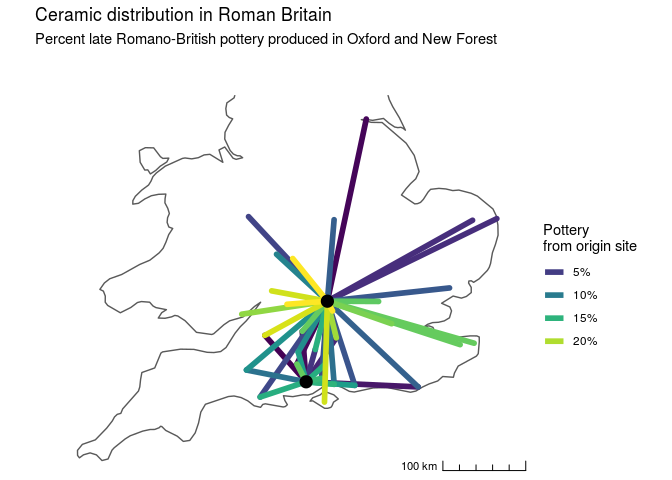 Ceramic distribution in Roman Britain
Percent late Romano-British pottery produced in Oxford and New Forest
Pottery
from origin site
5%
10%
15%
20%
100 km